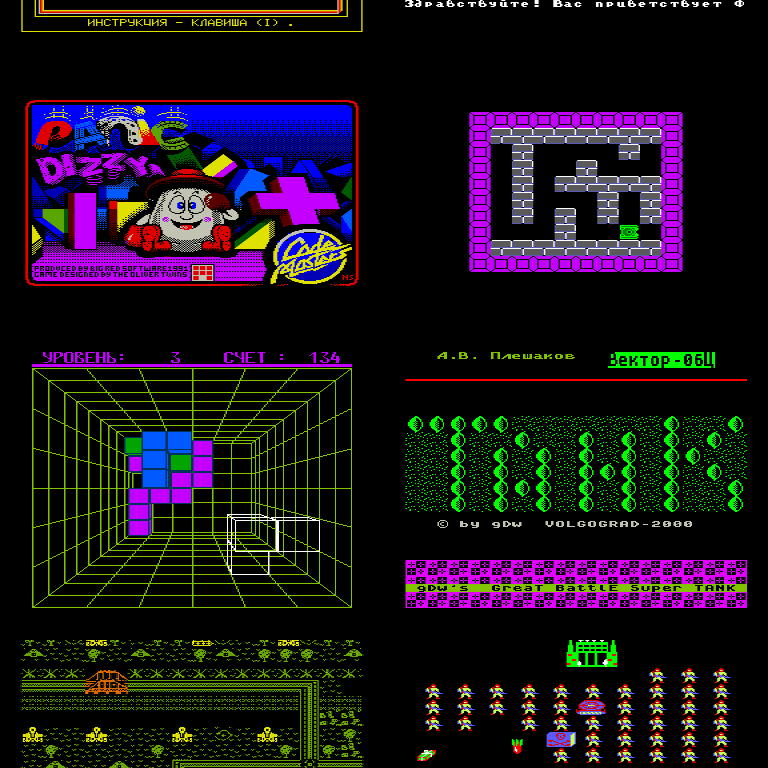 ИНСТРУКЦИЯ - КЛАВИША (I) .
Здравствуйте! Вас приветствует Ф
PANIC
DIZZY
PRODUCED BY BIG RED SOFTWARE 1991
GAME DESIGNED BY THE OLIVER TWINS
Code
Masters
УРОВЕНЬ: 3 СЧЕТ : 134
А.В. Плешаков Вектор-06Ц
TANK
© by gDw VOLGOGRAD-2000
gDw's GreaT BaTTLe Super TANK